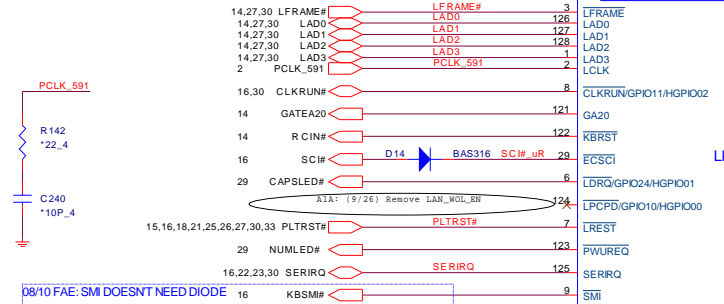 14,27,30 LFRAME# LFRAME# 3 LFRAME
14,27,30 LAD0 LAD0 126 LAD0
14,27,30 LAD1 LAD1 127 LAD1
14,27,30 LAD2 LAD2 128 LAD2
14,27,30 LAD3 LAD3 1 LAD3
2 PCLK_591 PCLK_591 2 LCLK
PCLK_591
16,30 CLKRUN# 8 CLKRUN/GPIO11/HGPIO02
14 GATEA20 121 GA20
R142
*22_4
14 RCIN# 122 KBRST
16 SCI# D14 BAS316 SCI#_uR 29 ECSCI
29 CAPSLED# 6 LDRQ/GPIO24/HGPIO01
C240
*10P_4
A1A: (9/26) Remove LAN_WOL_EN 124 LPCPD/GPIO10/HGPIO00
15,16,18,21,25,26,27,30,33 PLTRST# PLTRST# 7 LREST
29 NUMLED# 123 PWUREQ
16,22,23,30 SERIRQ SERIRQ 125 SERIRQ
08/10 FAE: SMI DOESN'T NEED DIODE 16 KBSMI# 9 SMI